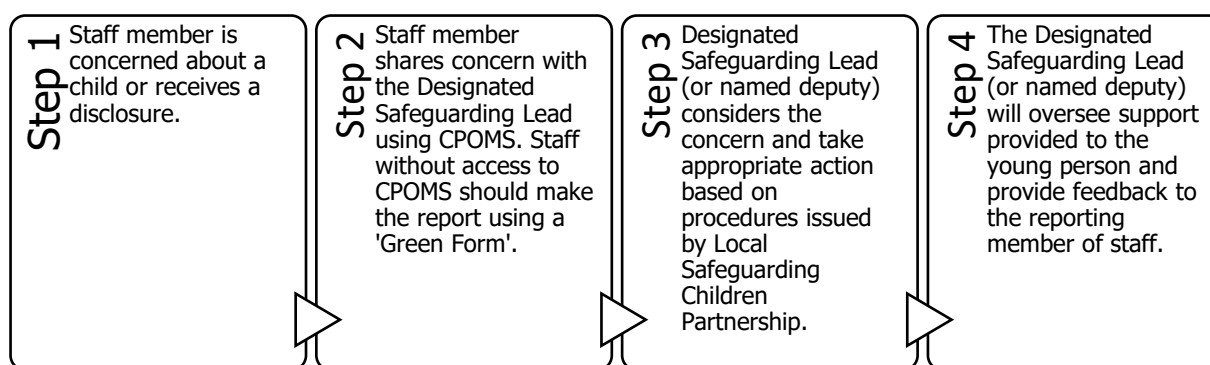 Step 1
Staff member is
concerned about a
child or receives a
disclosure.
Step 2
Staff member
shares concern with
the Designated
Safeguarding Lead
using CPOMS. Staff
without access to
CPOMS should make
the report using a
'Green Form'.
Step 3
Designated
Safeguarding Lead
(or named deputy)
considers the
concern and take
appropriate action
based on
procedures issued
by Local
Safeguarding
Children
Partnership.
Step 4
The Designated
Safeguarding Lead
(or named deputy)
will oversee support
provided to the
young person and
provide feedback to
the reporting
member of staff.